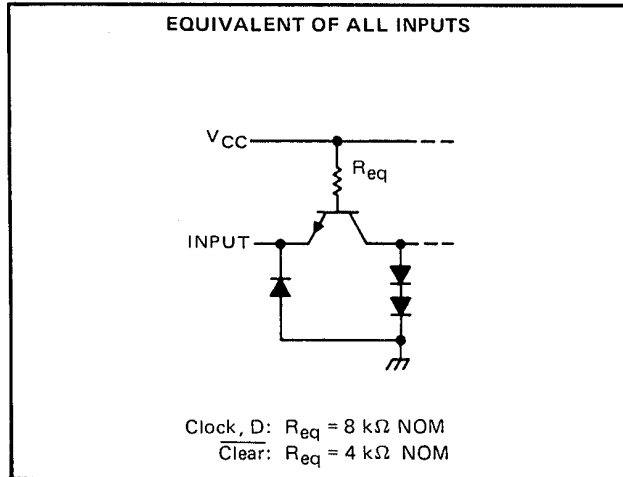 EQUIVALENT OF ALL INPUTS
VCC
Req
INPUT
Clock, D: Req = 8 kΩ NOM
Clear: Req = 4 kΩ NOM